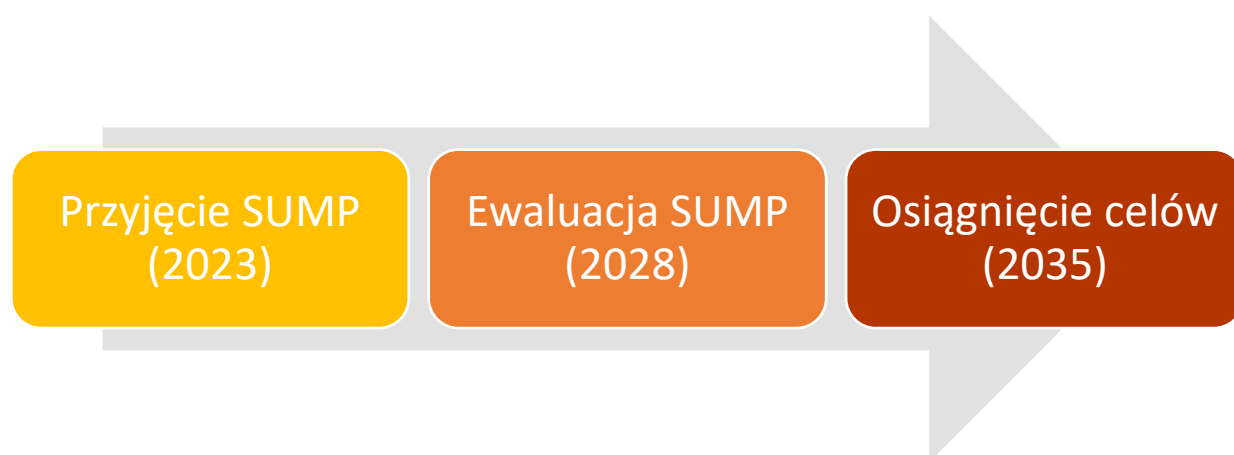 Przyjęcie SUMP
(2023)
Ewaluacja SUMP
(2028)
Osiągnięcie celów
(2035)